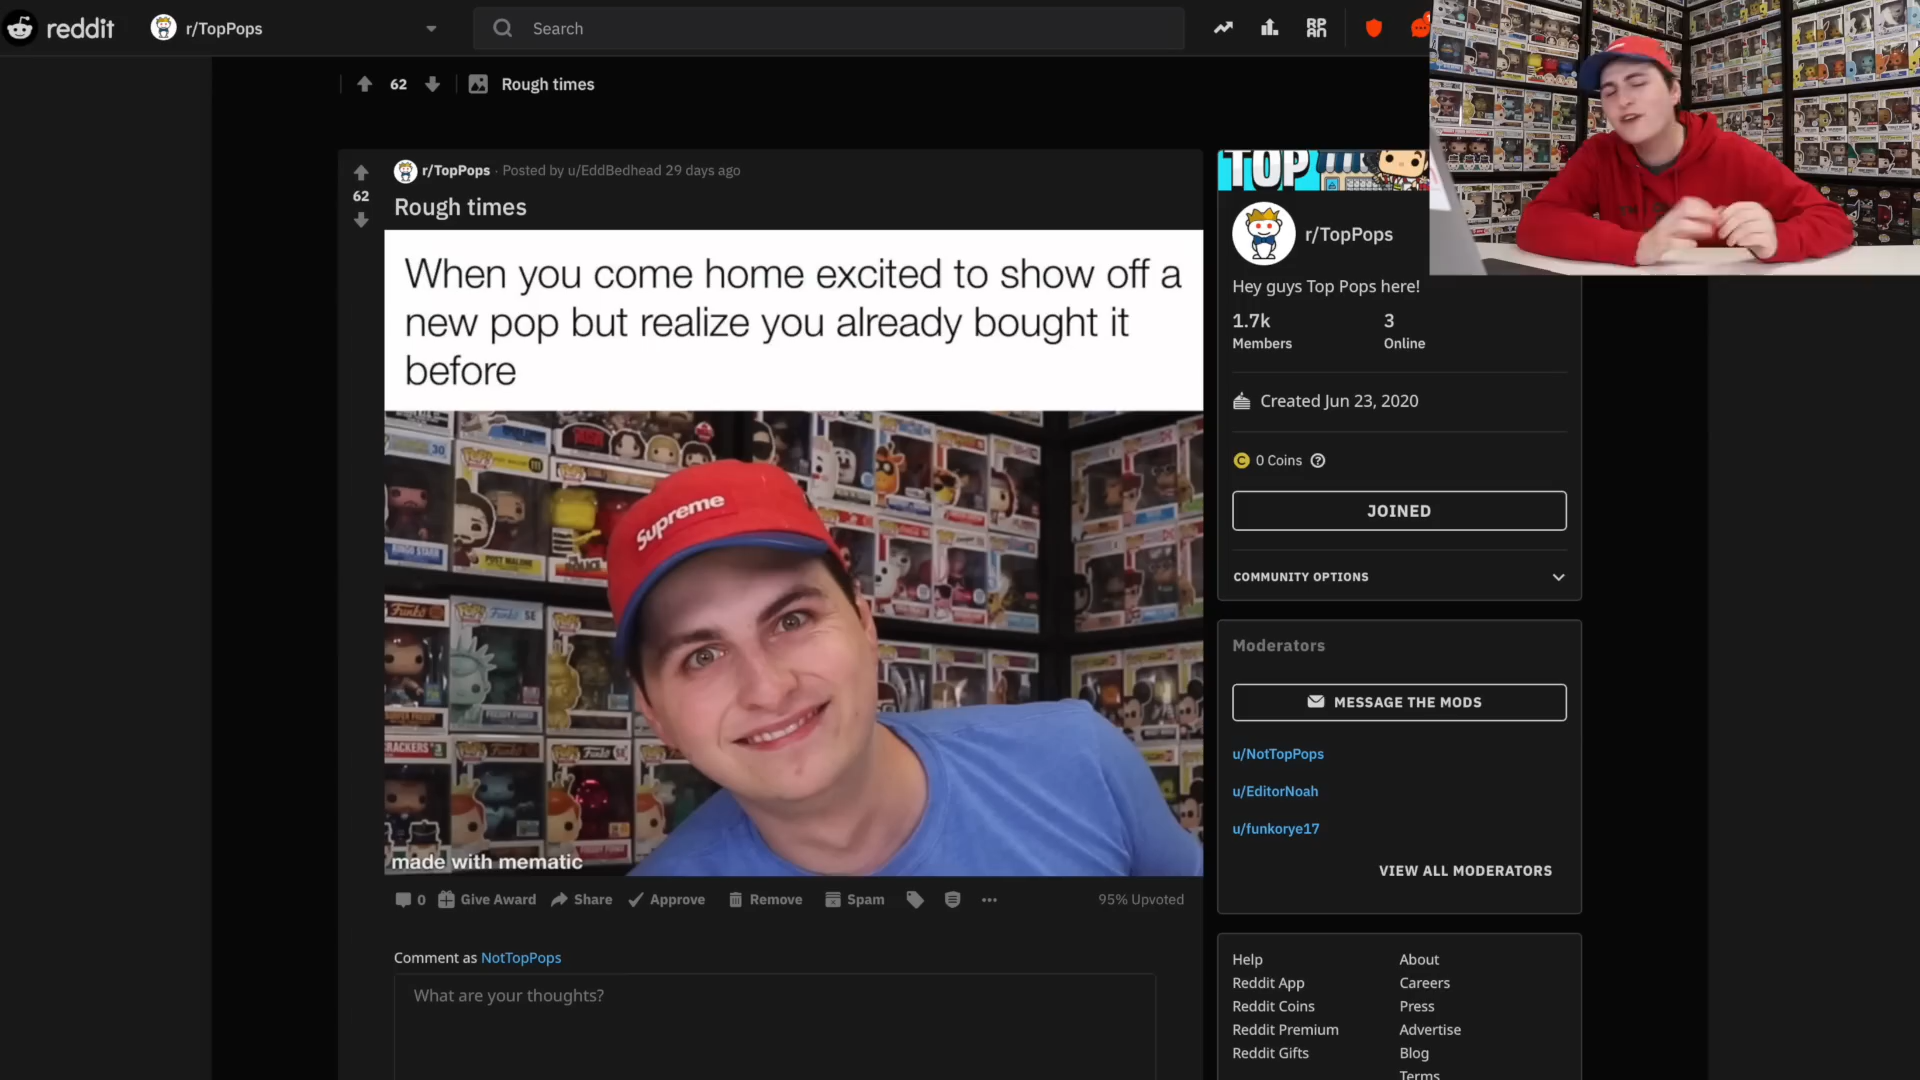 reddit
r/TopPops
Search
62
Rough times
r/TopPops · Posted by u/EddBedhead 29 days ago
62
Rough times
When you come home excited to show off a
new pop but realize you already bought it
before
Supreme
made with mematic
0
Give Award
Share
Approve
Remove
Spam
95% Upvoted
Comment as NotTopPops
What are your thoughts?
TOP
r/TopPops
Hey guys Top Pops here!
1.7k
3
Members
Online
Created Jun 23, 2020
0 Coins
JOINED
COMMUNITY OPTIONS
Moderators
MESSAGE THE MODS
u/NotTopPops
u/EditorNoah
u/funkorye17
VIEW ALL MODERATORS
Help
About
Reddit App
Careers
Reddit Coins
Press
Reddit Premium
Advertise
Reddit Gifts
Blog
Terms